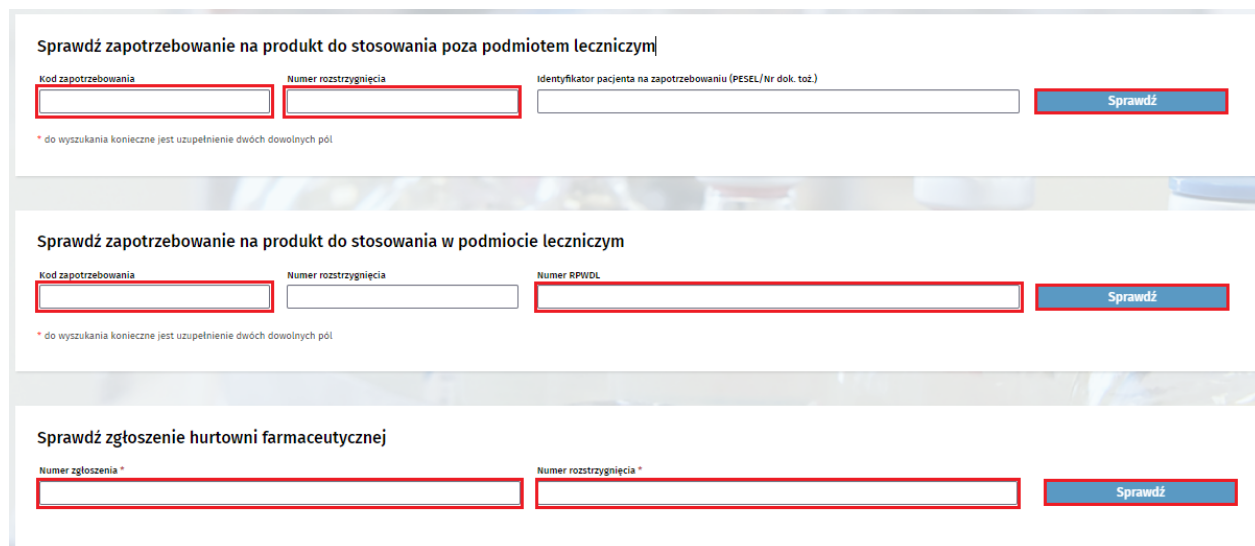 Sprawdź zapotrzebowanie na produkt do stosowania poza podmiotem leczniczym
Kod zapotrzebowania Numer rozstrzygnięcia Identyfikator pacjenta na zapotrzebowaniu (PESEL/Nr dok. toż.)
Sprawdź
* do wyszukania konieczne jest uzupełnienie dwóch dowolnych pól
Sprawdź zapotrzebowanie na produkt do stosowania w podmiocie leczniczym
Kod zapotrzebowania Numer rozstrzygnięcia Numer RPWDL
Sprawdź
* do wyszukania konieczne jest uzupełnienie dwóch dowolnych pól
Sprawdź zgłoszenie hurtowni farmaceutycznej
Numer zgłoszenia * Numer rozstrzygnięcia *
Sprawdź